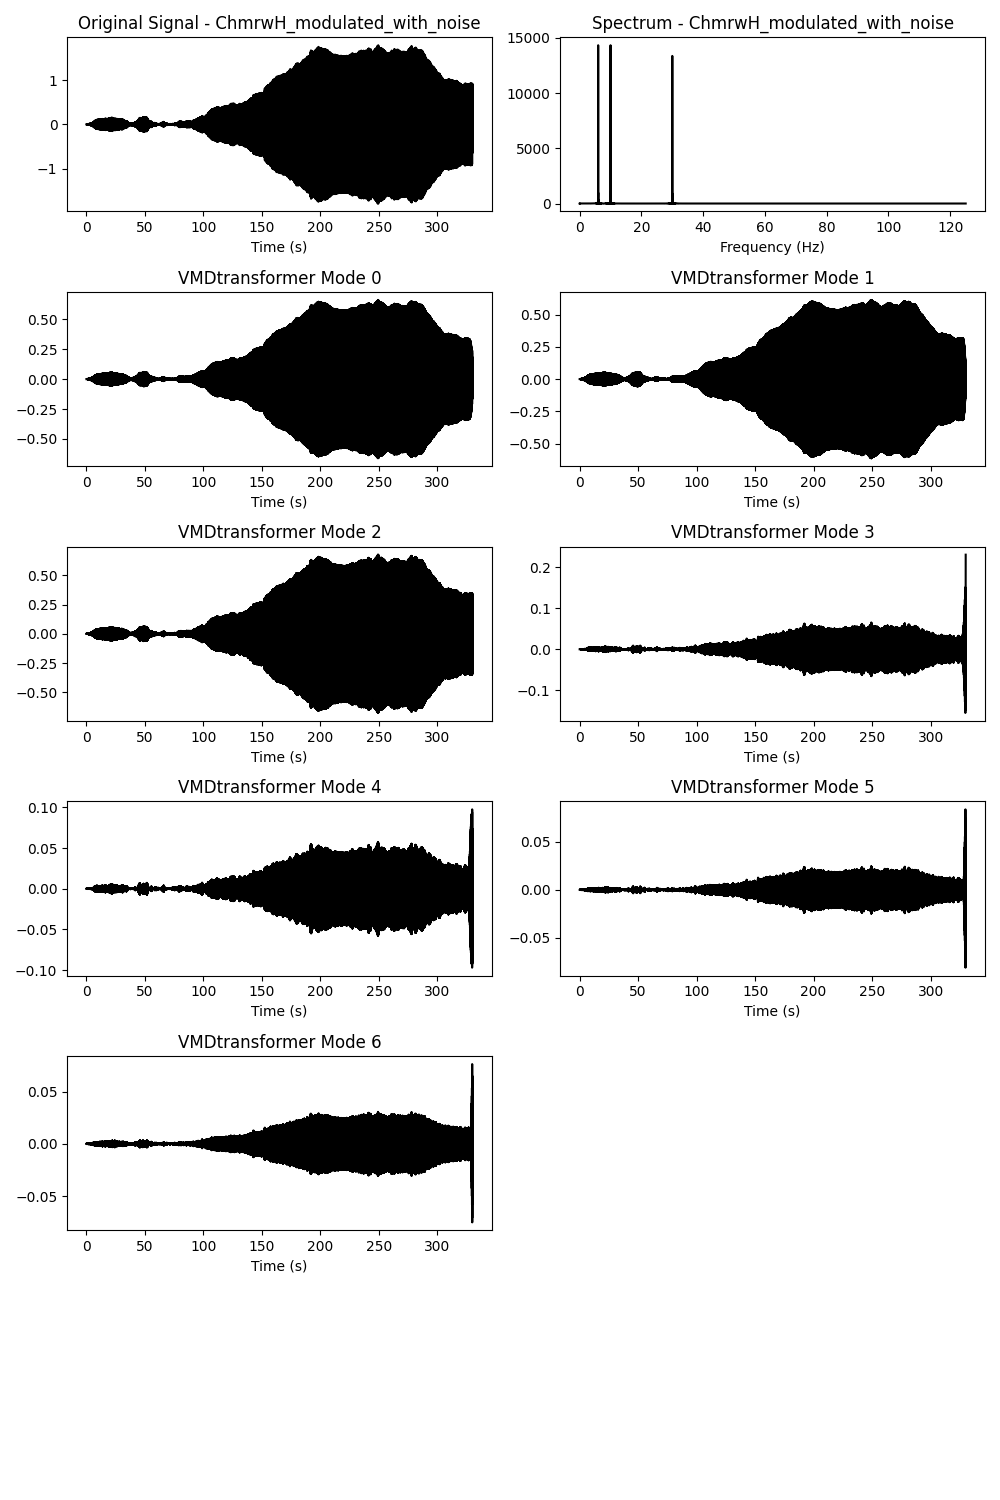 Original Signal - ChmrwH_modulated_with_noise
1
0
−1
0 50 100 150 200 250 300
Time (s)
Spectrum - ChmrwH_modulated_with_noise
15000
10000
5000
0
0 20 40 60 80 100 120
Frequency (Hz)
VMDtransformer Mode 0
0.50
0.25
0.00
−0.25
−0.50
0 50 100 150 200 250 300
Time (s)
VMDtransformer Mode 1
0.50
0.25
0.00
−0.25
−0.50
0 50 100 150 200 250 300
Time (s)
VMDtransformer Mode 2
0.50
0.25
0.00
−0.25
−0.50
0 50 100 150 200 250 300
Time (s)
VMDtransformer Mode 3
0.2
0.1
0.0
−0.1
0 50 100 150 200 250 300
Time (s)
VMDtransformer Mode 4
0.10
0.05
0.00
−0.05
−0.10
0 50 100 150 200 250 300
Time (s)
VMDtransformer Mode 5
0.05
0.00
−0.05
0 50 100 150 200 250 300
Time (s)
VMDtransformer Mode 6
0.05
0.00
−0.05
0 50 100 150 200 250 300
Time (s)